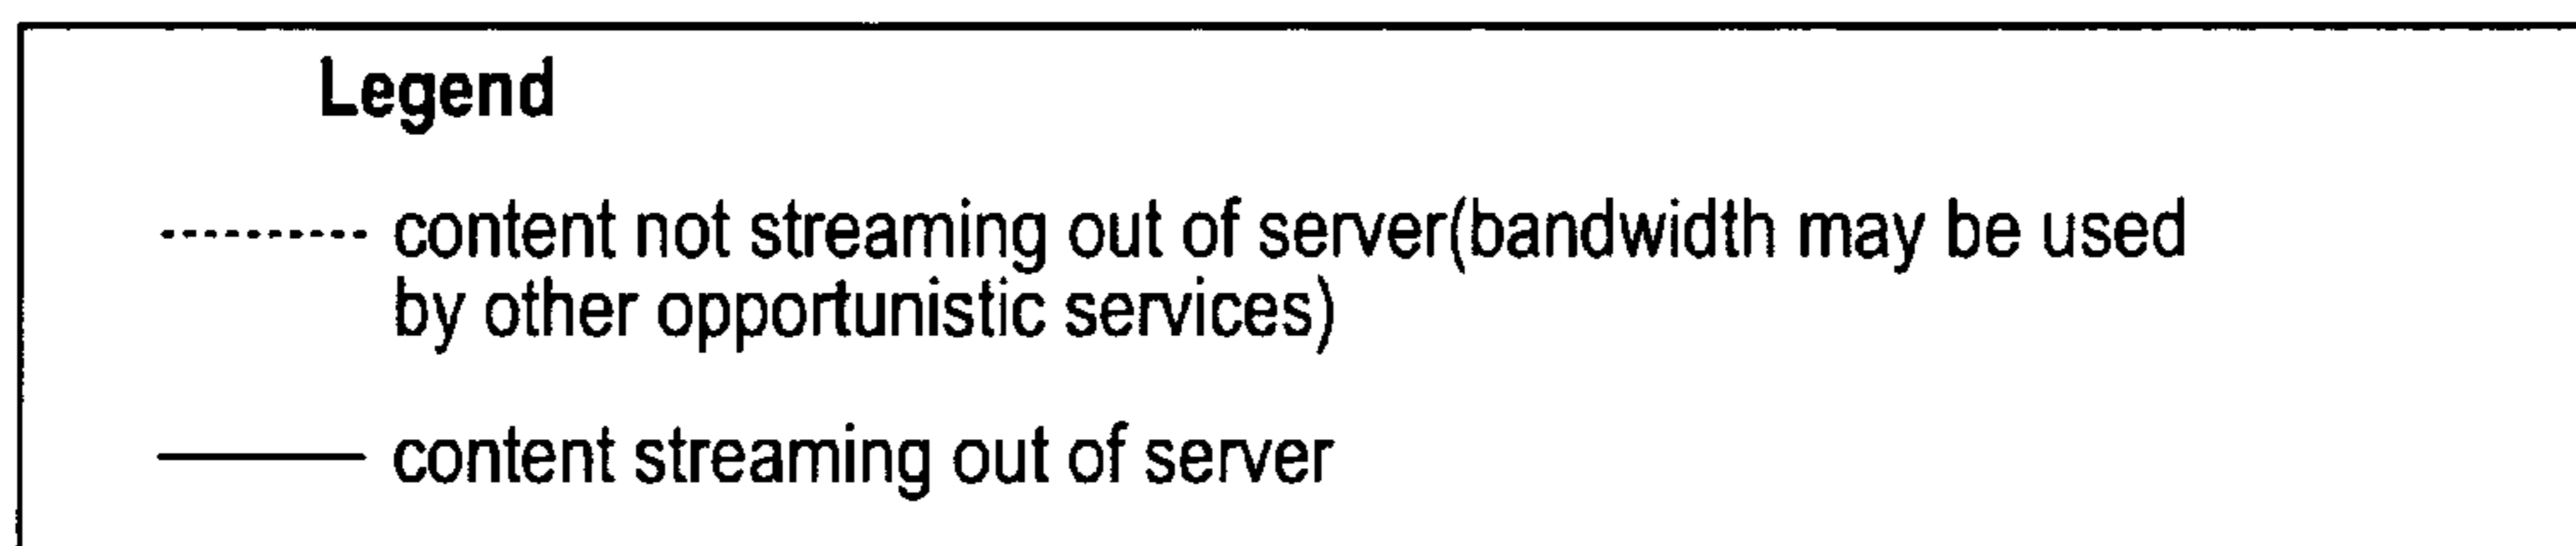 Legend
content not streaming out of server(bandwidth may be used
by other opportunistic services)
content streaming out of server